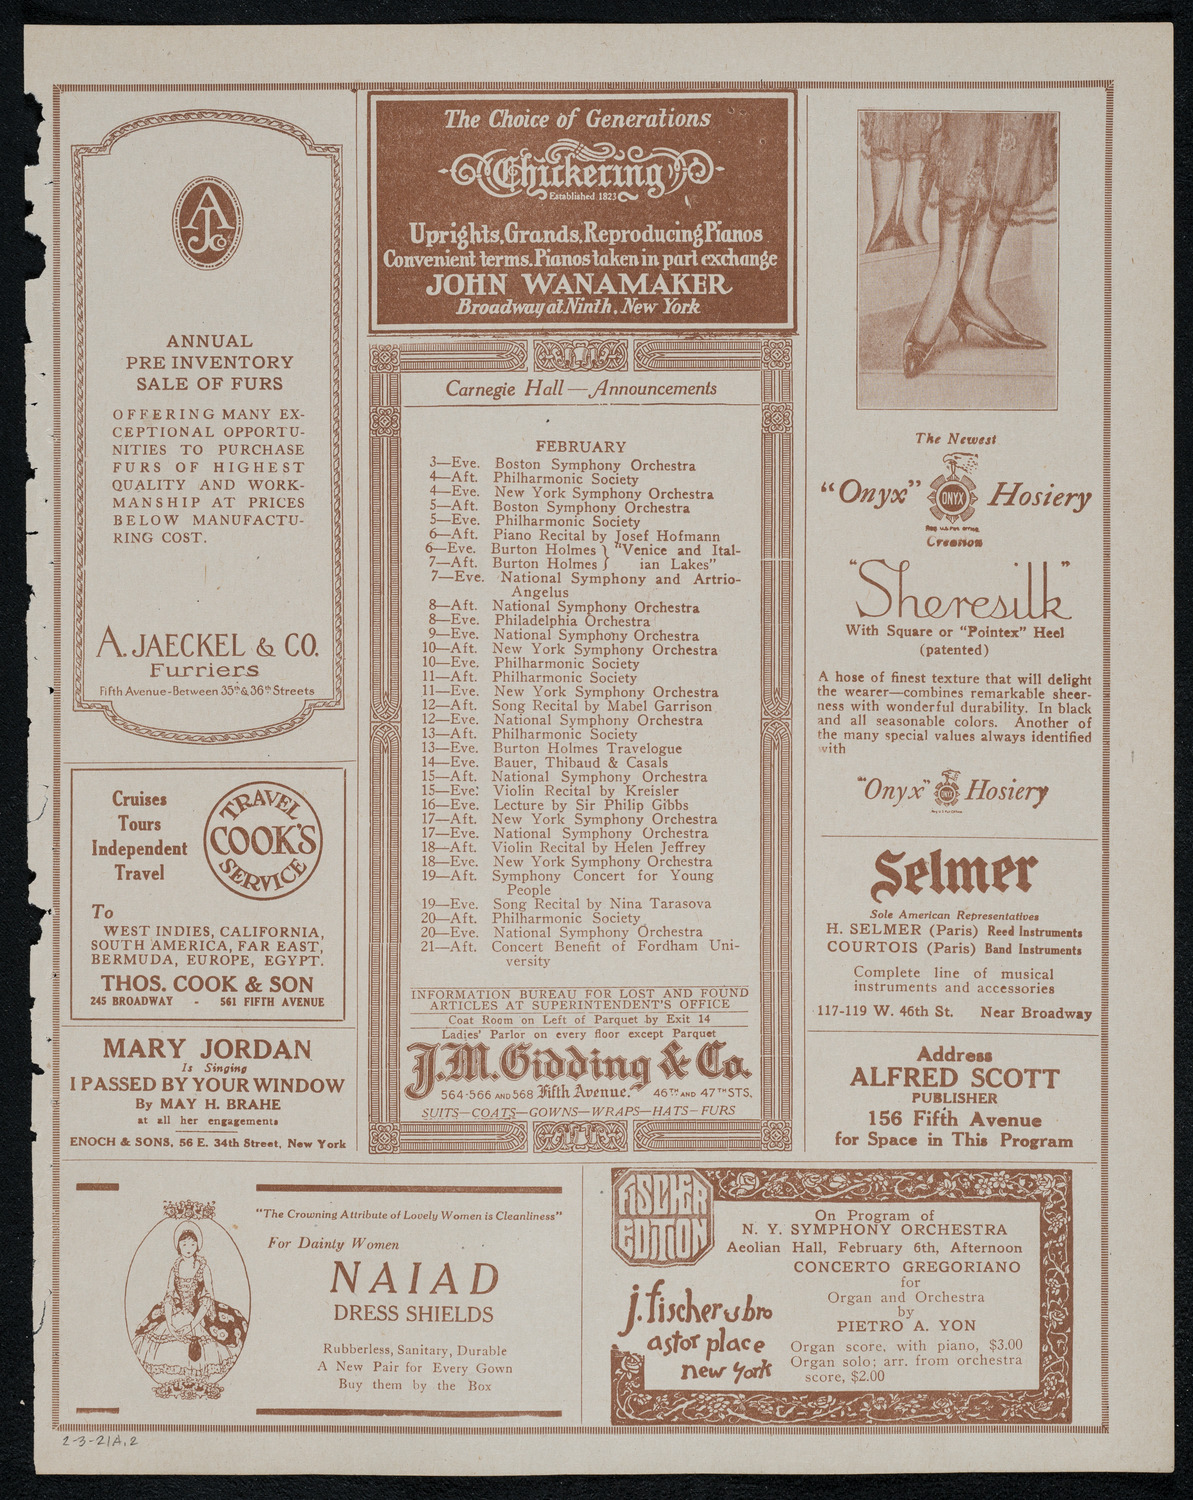 AJCo
ANNUAL
PRE INVENTORY
SALE OF FURS
OFFERING MANY EX-
CEPTIONAL OPPORTU-
NITIES TO PURCHASE
FURS OF HIGHEST
QUALITY AND WORK-
MANSHIP AT PRICES
BELOW MANUFACTU-
RING COST.
A. JAECKEL & CO.
Furriers
Fifth Avenue-Between 35th & 36th Streets
Cruises
Tours
Independent
Travel
TRAVEL
COOK'S
SERVICE
To
WEST INDIES, CALIFORNIA,
SOUTH AMERICA, FAR EAST,
BERMUDA, EUROPE, EGYPT.
THOS. COOK & SON
245 BROADWAY - 561 FIFTH AVENUE
MARY JORDAN
Is Singing
I PASSED BY YOUR WINDOW
By MAY H. BRAHE
at all her engagements
ENOCH & SONS, 56 E. 34th Street, New York
The Choice of Generations
Chickering
Established 1823
Uprights, Grands, Reproducing Pianos
Convenient terms. Pianos taken in part exchange
JOHN WANAMAKER
Broadway at Ninth, New York
Carnegie Hall — Announcements
FEBRUARY
3—Eve. Boston Symphony Orchestra
4—Aft. Philharmonic Society
4—Eve. New York Symphony Orchestra
5—Aft. Boston Symphony Orchestra
5—Eve. Philharmonic Society
6—Aft. Piano Recital by Josef Hofmann
6—Eve. Burton Holmes } "Venice and Ital-
7—Aft. Burton Holmes } ian Lakes"
7—Eve. National Symphony and Artrio-
Angelus
8—Aft. National Symphony Orchestra
8—Eve. Philadelphia Orchestra
9—Eve. National Symphony Orchestra
10—Aft. New York Symphony Orchestra
10—Eve. Philharmonic Society
11—Aft. Philharmonic Society
11—Eve. New York Symphony Orchestra
12—Aft. Song Recital by Mabel Garrison
12—Eve. National Symphony Orchestra
13—Aft. Philharmonic Society
13—Eve. Burton Holmes Travelogue
14—Eve. Bauer, Thibaud & Casals
15—Aft. National Symphony Orchestra
15—Eve. Violin Recital by Kreisler
16—Eve. Lecture by Sir Philip Gibbs
17—Aft. New York Symphony Orchestra
17—Eve. National Symphony Orchestra
18—Aft. Violin Recital by Helen Jeffrey
18—Eve. New York Symphony Orchestra
19—Aft. Symphony Concert for Young
People
19—Eve. Song Recital by Nina Tarasova
20—Aft. Philharmonic Society
20—Eve. National Symphony Orchestra
21—Aft. Concert Benefit of Fordham Uni-
versity
INFORMATION BUREAU FOR LOST AND FOUND
ARTICLES AT SUPERINTENDENT'S OFFICE
Coat Room on Left of Parquet by Exit 14
Ladies' Parlor on every floor except Parquet
J.M. Gidding & Co.
564-566 AND 568 Fifth Avenue. 46TH AND 47TH STS.
SUITS—COATS—GOWNS—WRAPS—HATS—FURS
The Newest
"Onyx" ONYX Hosiery
Reg. U.S. Pat. Office
Creation
"Sheresilk"
With Square or "Pointex" Heel
(patented)
A hose of finest texture that will delight
the wearer—combines remarkable sheer-
ness with wonderful durability. In black
and all seasonable colors. Another of
the many special values always identified
with
"Onyx" ONYX Hosiery
Selmer
Sole American Representatives
H. SELMER (Paris) Reed Instruments
COURTOIS (Paris) Band Instruments
Complete line of musical
instruments and accessories
117-119 W. 46th St. Near Broadway
Address
ALFRED SCOTT
PUBLISHER
156 Fifth Avenue
for Space in This Program
"The Crowning Attribute of Lovely Women is Cleanliness"
For Dainty Women
NAIAD
DRESS SHIELDS
Rubberless, Sanitary, Durable
A New Pair for Every Gown
Buy them by the Box
FISCHER
EDITION
j. fischer & bro
astor place
new york
On Program of
N. Y. SYMPHONY ORCHESTRA
Aeolian Hall, February 6th, Afternoon
CONCERTO GREGORIANO
for
Organ and Orchestra
by
PIETRO A. YON
Organ score, with piano, $3.00
Organ solo; arr. from orchestra
score, $2.00
2-3-21A.2